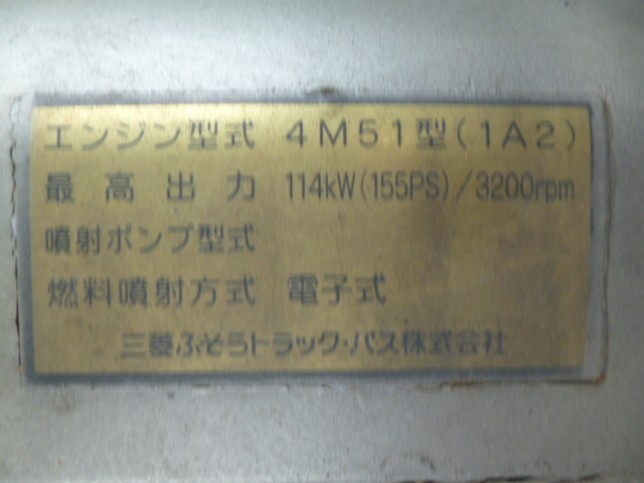 エンジン型式 4M51型(1A2)
最高出力 114kW(155PS)/3200rpm
噴射ポンプ型式
燃料噴射方式 電子式
三菱ふそうトラック・バス株式会社